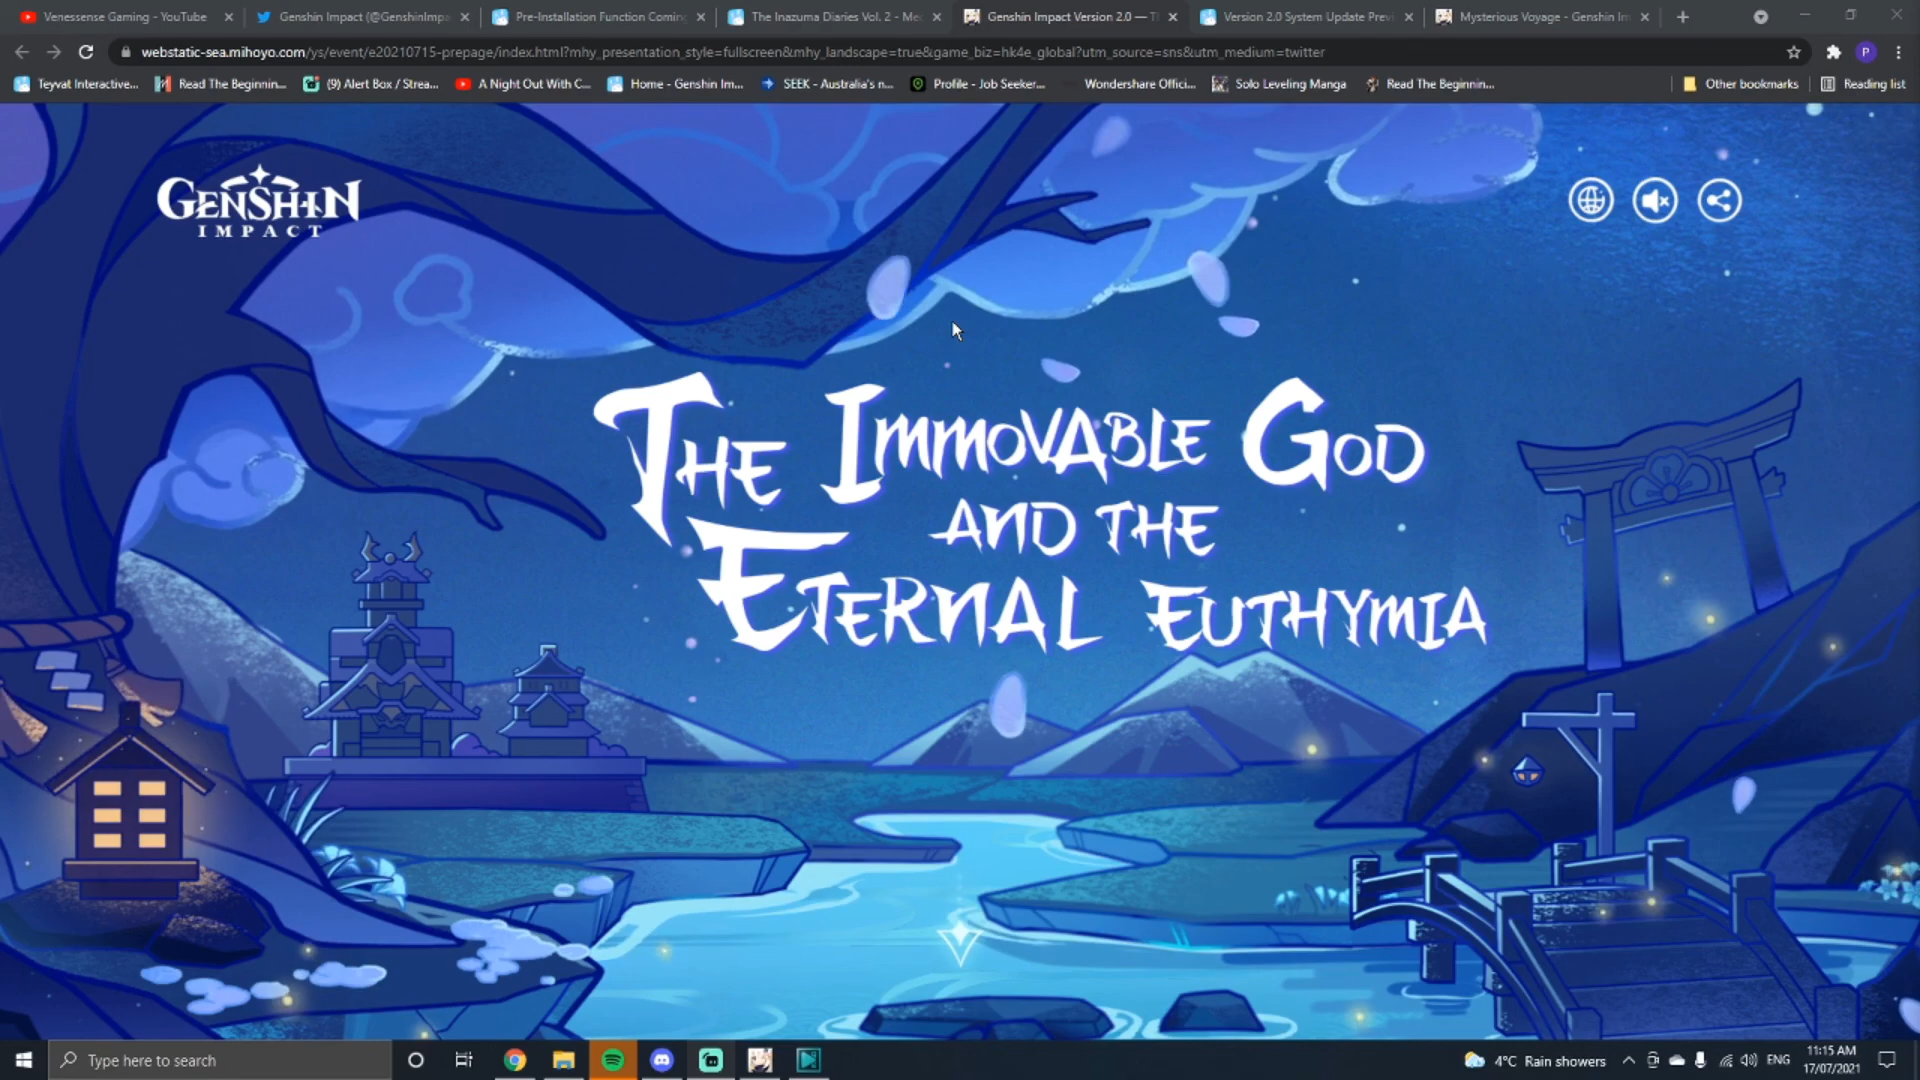 Venessense Gaming - YouTube
Genshin Impact (@GenshinImpa
Pre-Installation Function Coming
The Inazuma Diaries Vol. 2 - Me
Genshin Impact Version 2.0 — T
Version 2.0 System Update Previ
Mysterious Voyage - Genshin Im
webstatic-sea.mihoyo.com/ys/event/e20210715-prepage/index.html?mhy_presentation_style=fullscreen&mhy_landscape=true&game_biz=hk4e_global?utm_source=sns&utm_medium=twitter
P
Teyvat Interactive...
Read The Beginnin...
(9) Alert Box / Strea...
A Night Out With C...
Home - Genshin Im...
SEEK - Australia's n...
Profile - Job Seeker...
Wondershare Offici...
Solo Leveling Manga
Read The Beginnin...
Other bookmarks
Reading list
GENSHIN
IMPACT
THE IMMOVABLE GOD
AND THE
ETERNAL EUTHYMIA
Type here to search
4°C Rain showers
ENG
11:15 AM
17/07/2021